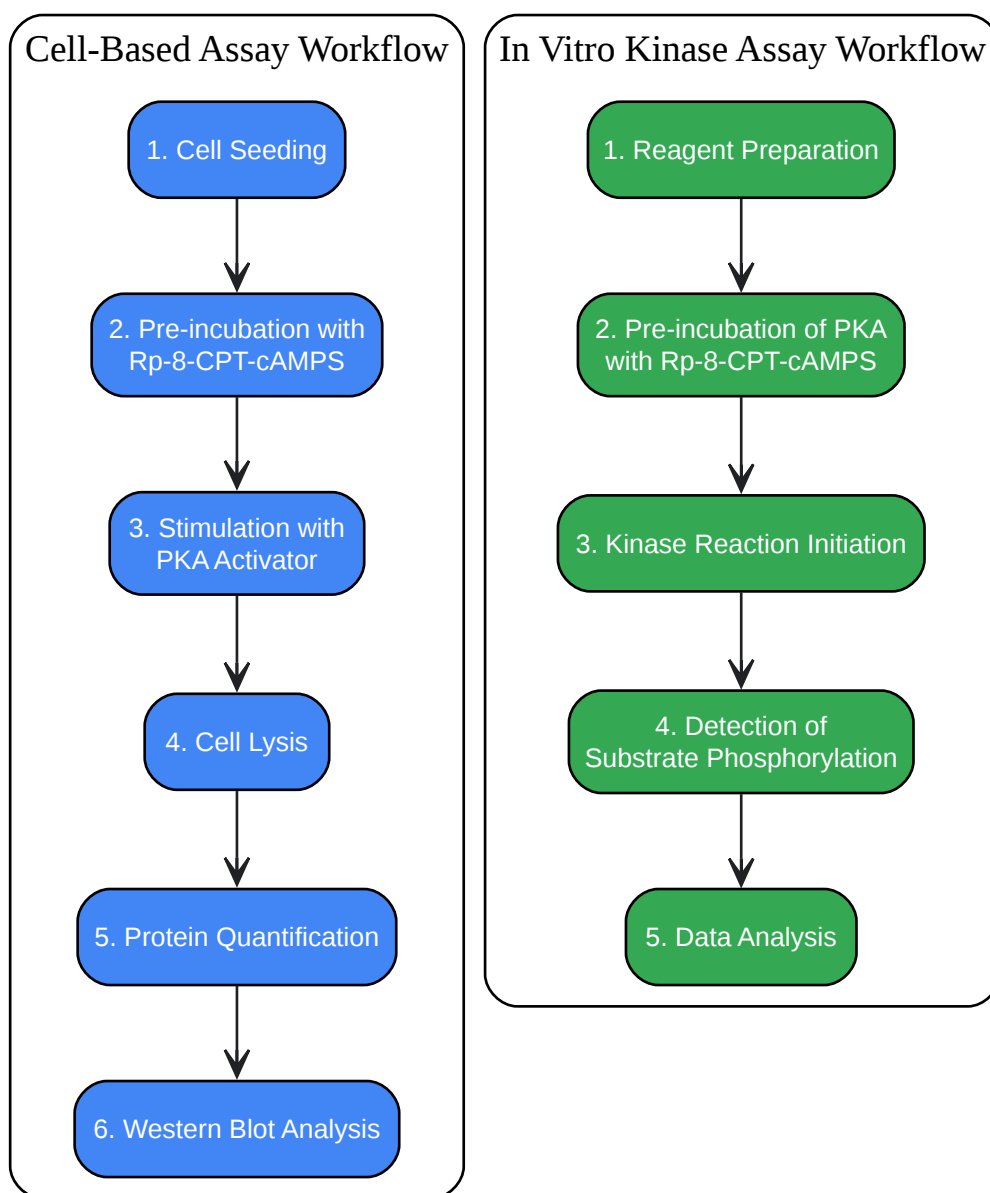 Cell-Based Assay Workflow
1. Cell Seeding
2. Pre-incubation with
Rp-8-CPT-cAMPS
3. Stimulation with
PKA Activator
4. Cell Lysis
5. Protein Quantification
6. Western Blot Analysis
In Vitro Kinase Assay Workflow
1. Reagent Preparation
2. Pre-incubation of PKA
with Rp-8-CPT-cAMPS
3. Kinase Reaction Initiation
4. Detection of
Substrate Phosphorylation
5. Data Analysis